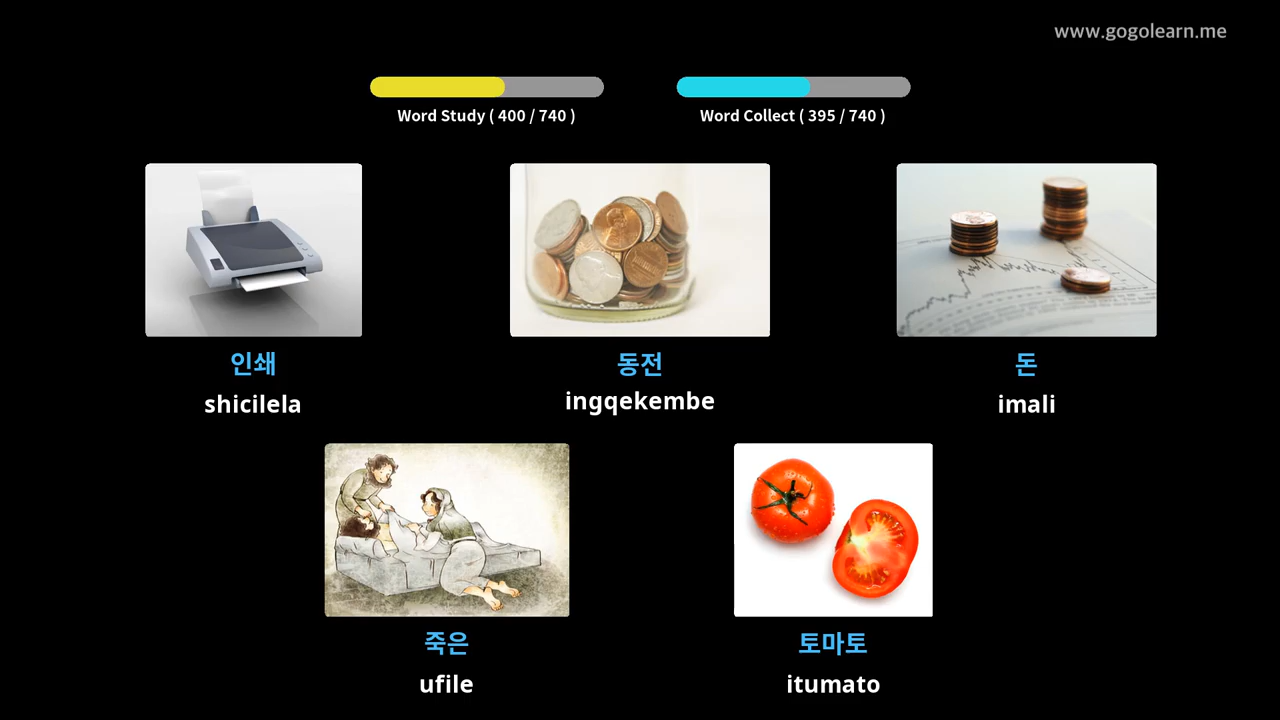 www.gogolearn.me
Word Study ( 400 / 740 )
Word Collect ( 395 / 740 )
인쇄
shicilela
동전
ingqekembe
돈
imali
죽은
ufile
토마토
itumato